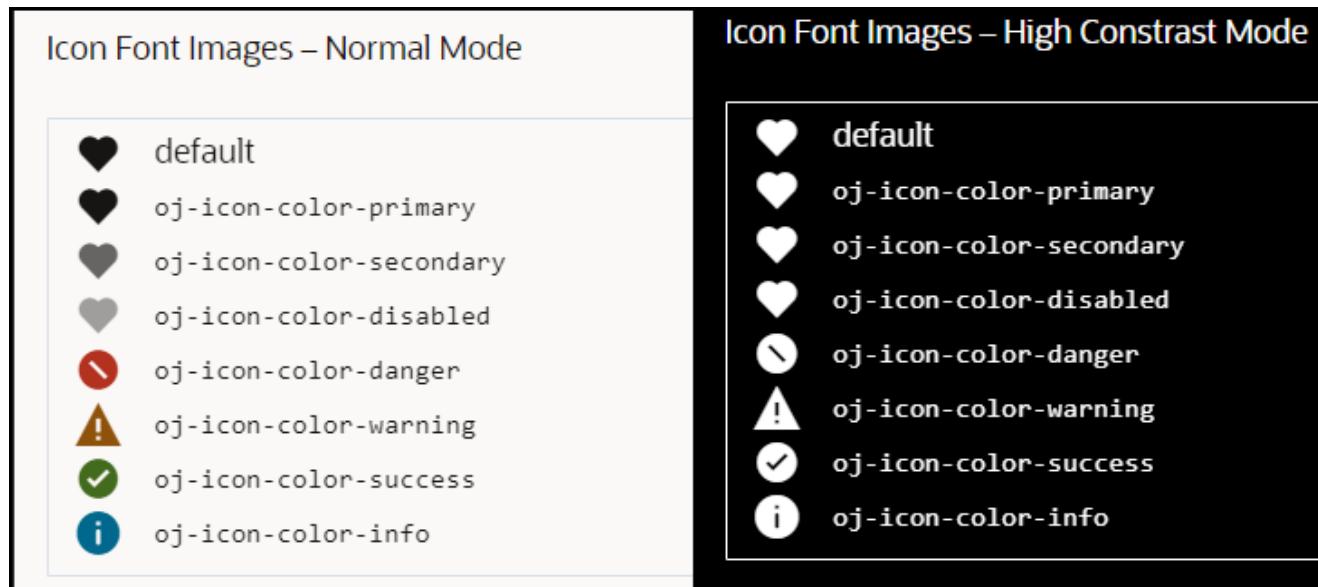 Icon Font Images – Normal Mode
default
oj-icon-color-primary
oj-icon-color-secondary
oj-icon-color-disabled
oj-icon-color-danger
oj-icon-color-warning
oj-icon-color-success
oj-icon-color-info
Icon Font Images – High Constrast Mode
default
oj-icon-color-primary
oj-icon-color-secondary
oj-icon-color-disabled
oj-icon-color-danger
oj-icon-color-warning
oj-icon-color-success
oj-icon-color-info